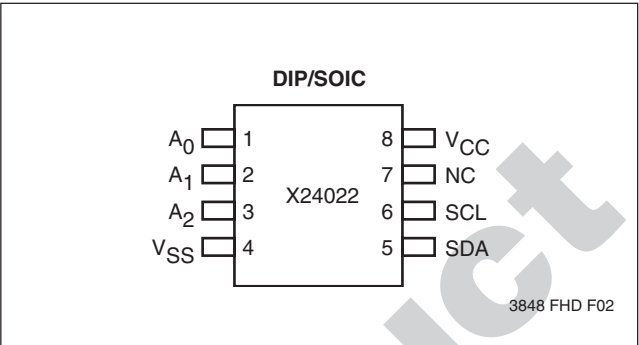 DIP/SOIC
A0 1 8 VCC
A1 2 7 NC
X24022
A2 3 6 SCL
VSS 4 5 SDA
3848 FHD F02
uct